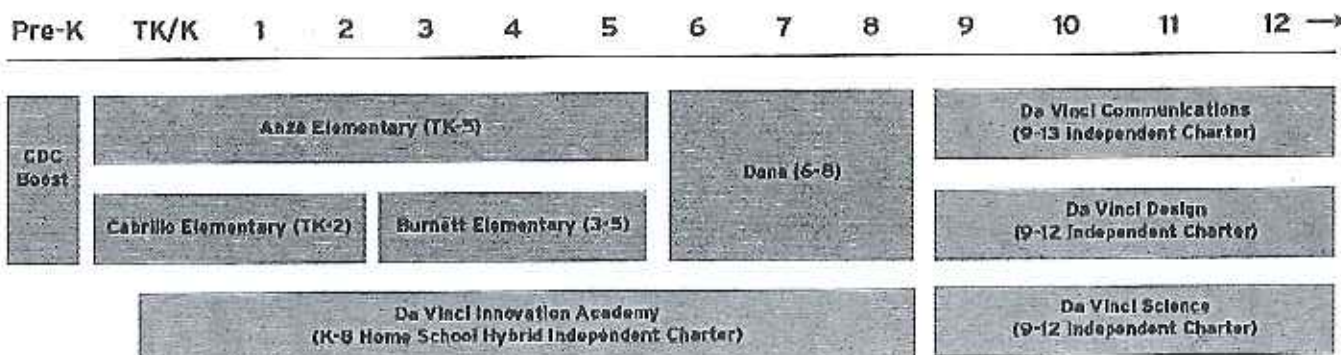 Pre-K TK/K 1 2 3 4 5 6 7 8 9 10 11 12
CDC
Boost
Anza Elementary (TK-5)
Cabrillo Elementary (TK-2)
Burnett Elementary (3-5)
Dana (6-8)
Da Vinci Innovation Academy
(K-8 Home School Hybrid Independent Charter)
Da Vinci Communications
(9-13 Independent Charter)
Da Vinci Design
(9-12 Independent Charter)
Da Vinci Science
(9-12 Independent Charter)